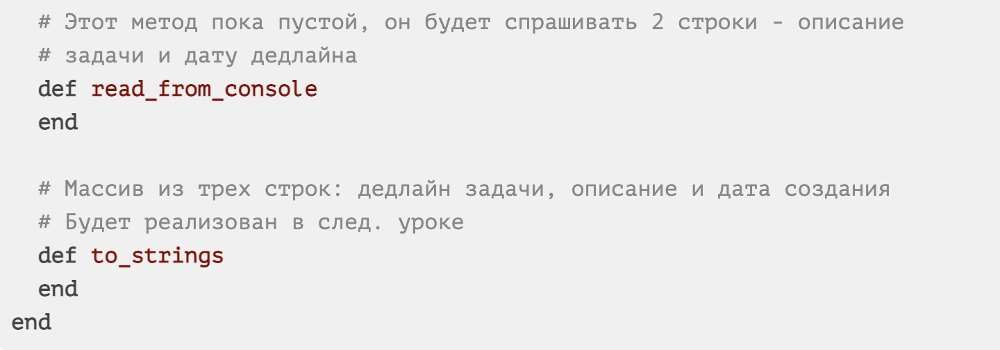 # Этот метод пока пустой, он будет спрашивать 2 строки - описание
# задачи и дату дедлайна
def read_from_console
end
# Массив из трех строк: дедлайн задачи, описание и дата создания
# Будет реализован в след. уроке
def to_strings
end
end